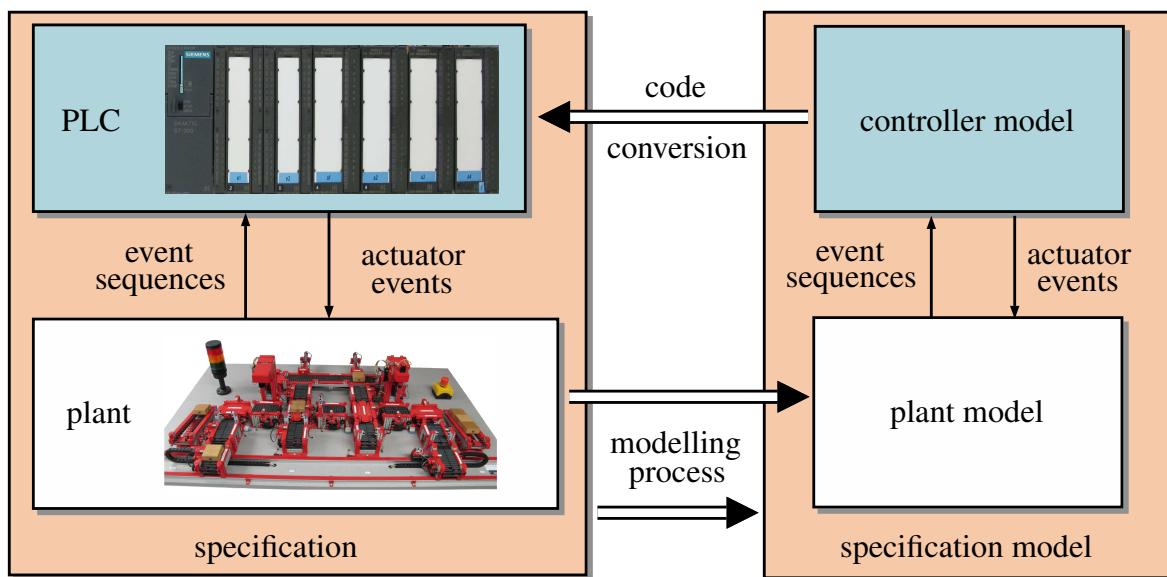 PLC
SIEMENS
code
conversion
controller model
event
sequences
actuator
events
event
sequences
actuator
events
plant
modelling
process
plant model
specification
specification model